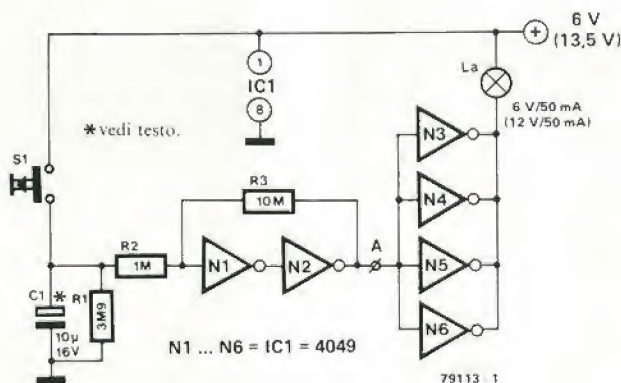 6 V
(13,5 V)
+
La
6 V/50 mA
(12 V/50 mA)
1
IC1
8
*vedi testo.
S1
N3
R3
10M
N4
A
R2
1M
N1
N2
N5
C1
*
R1
3M9
10µ
16V
N6
N1 ... N6 = IC1 = 4049
79113 - 1